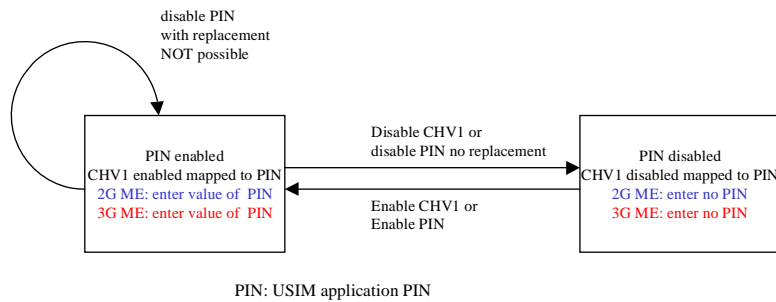 disable PIN
with replacement
NOT possible
PIN enabled
CHV1 enabled mapped to PIN
2G ME: enter value of PIN
3G ME: enter value of PIN
Disable CHV1 or
disable PIN no replacement
Enable CHV1 or
Enable PIN
PIN disabled
CHV1 disabled mapped to PIN
2G ME: enter no PIN
3G ME: enter no PIN
PIN: USIM application PIN